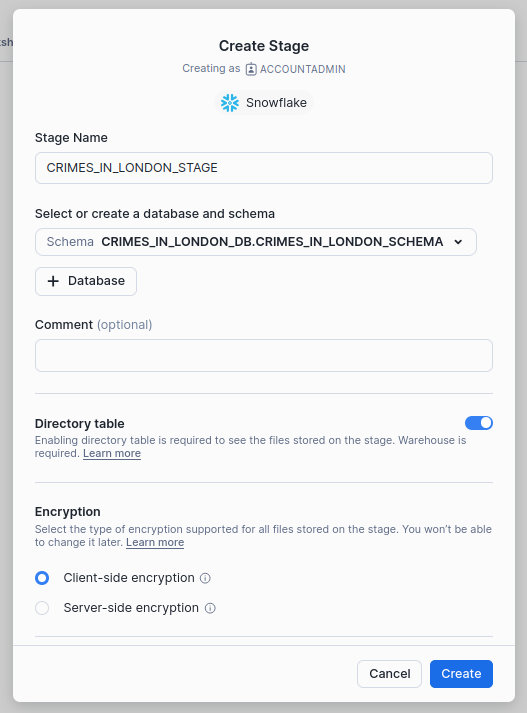 sh
Create Stage
Creating as ACCOUNTADMIN
Snowflake
Stage Name
CRIMES_IN_LONDON_STAGE
Select or create a database and schema
Schema CRIMES_IN_LONDON_DB.CRIMES_IN_LONDON_SCHEMA
+ Database
Comment (optional)
Directory table
Enabling directory table is required to see the files stored on the stage. Warehouse is
required. Learn more
Encryption
Select the type of encryption supported for all files stored on the stage. You won't be able
to change it later. Learn more
Client-side encryption
Server-side encryption
Cancel Create